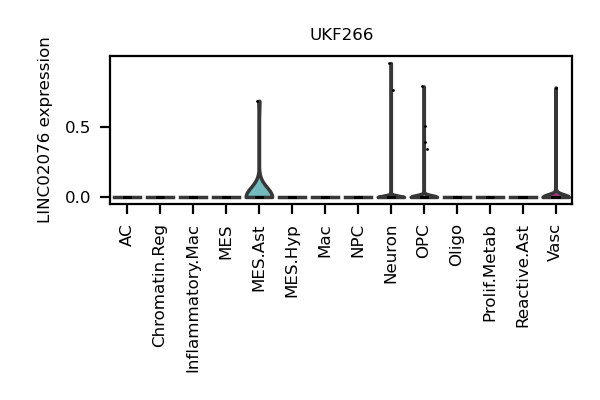 UKF266
LINC02076 expression
0.5
0.0
AC
Chromatin.Reg
Inflammatory.Mac
MES
MES.Ast
MES.Hyp
Mac
NPC
Neuron
OPC
Oligo
Prolif.Metab
Reactive.Ast
Vasc